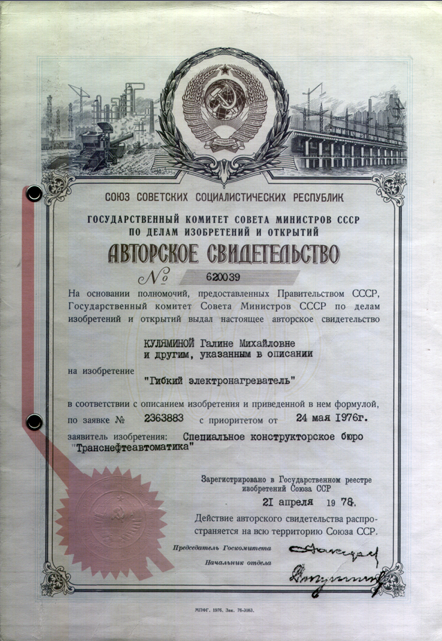 СОЮЗ СОВЕТСКИХ СОЦИАЛИСТИЧЕСКИХ РЕСПУБЛИК
ГОСУДАРСТВЕННЫЙ КОМИТЕТ СОВЕТА МИНИСТРОВ СССР
ПО ДЕЛАМ ИЗОБРЕТЕНИЙ И ОТКРЫТИЙ
АВТОРСКОЕ СВИДЕТЕЛЬСТВО
№ 620039
На основании полномочий, предоставленных Правительством СССР,
Государственный комитет Совета Министров СССР по делам
изобретений и открытий выдал настоящее авторское свидетельство
КУЛЯМИНОЙ Галине Михайловне
и другим, указанным в описании
на изобретение
"Гибкий электронагреватель"
в соответствии с описанием изобретения и приведенной в нем формулой,
по заявке № 2363883 с приоритетом от 24 мая 1976г.
заявитель изобретения: Специальное конструкторское бюро
"Транснефтеавтоматика"
Зарегистрировано в Государственном реестре
изобретений Союза ССР
21 апреля 1978.
Действие авторского свидетельства распро-
страняется на всю территорию Союза ССР.
Председатель Госкомитета
Начальник отдела